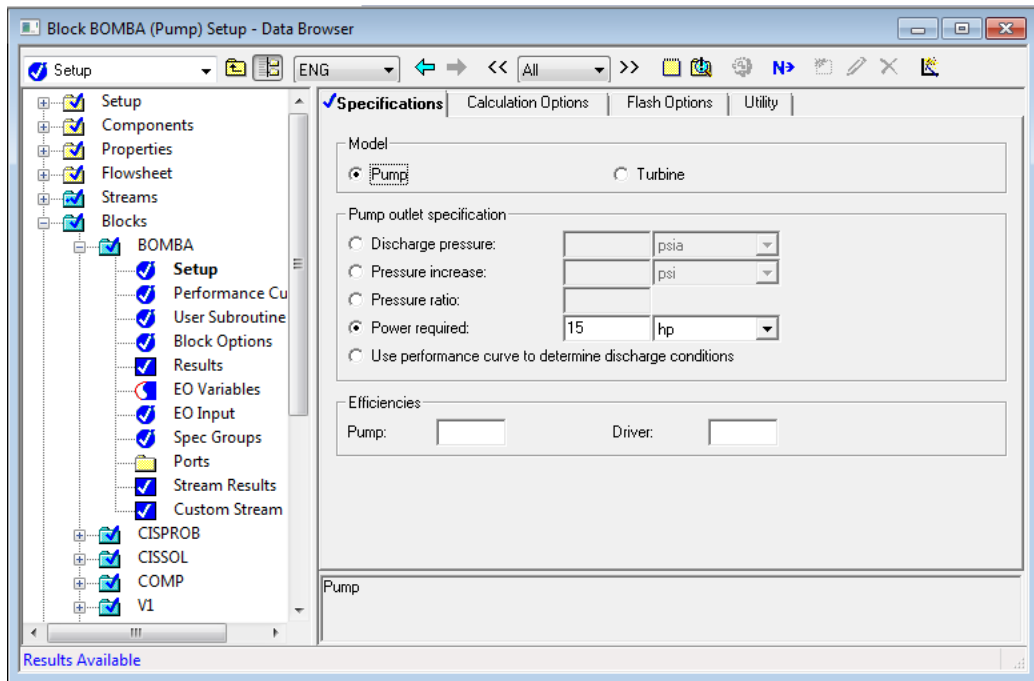 Block BOMBA (Pump) Setup - Data Browser
Setup ENG << All >> N
Setup
Components
Properties
Flowsheet
Streams
Blocks
BOMBA
Setup
Performance Cu
User Subroutine
Block Options
Results
EO Variables
EO Input
Spec Groups
Ports
Stream Results
Custom Stream
CISPROB
CISSOL
COMP
V1
Specifications Calculation Options Flash Options Utility
Model
Pump Turbine
Pump outlet specification
Discharge pressure: psia
Pressure increase: psi
Pressure ratio:
Power required: 15 hp
Use performance curve to determine discharge conditions
Efficiencies
Pump: Driver:
Pump
Results Available